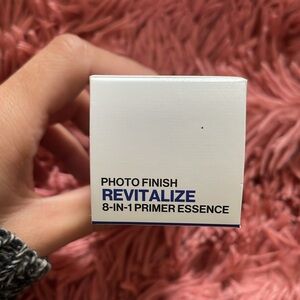 PHOTO FINISH
REVITALIZE
8-IN-1 PRIMER ESSENCE